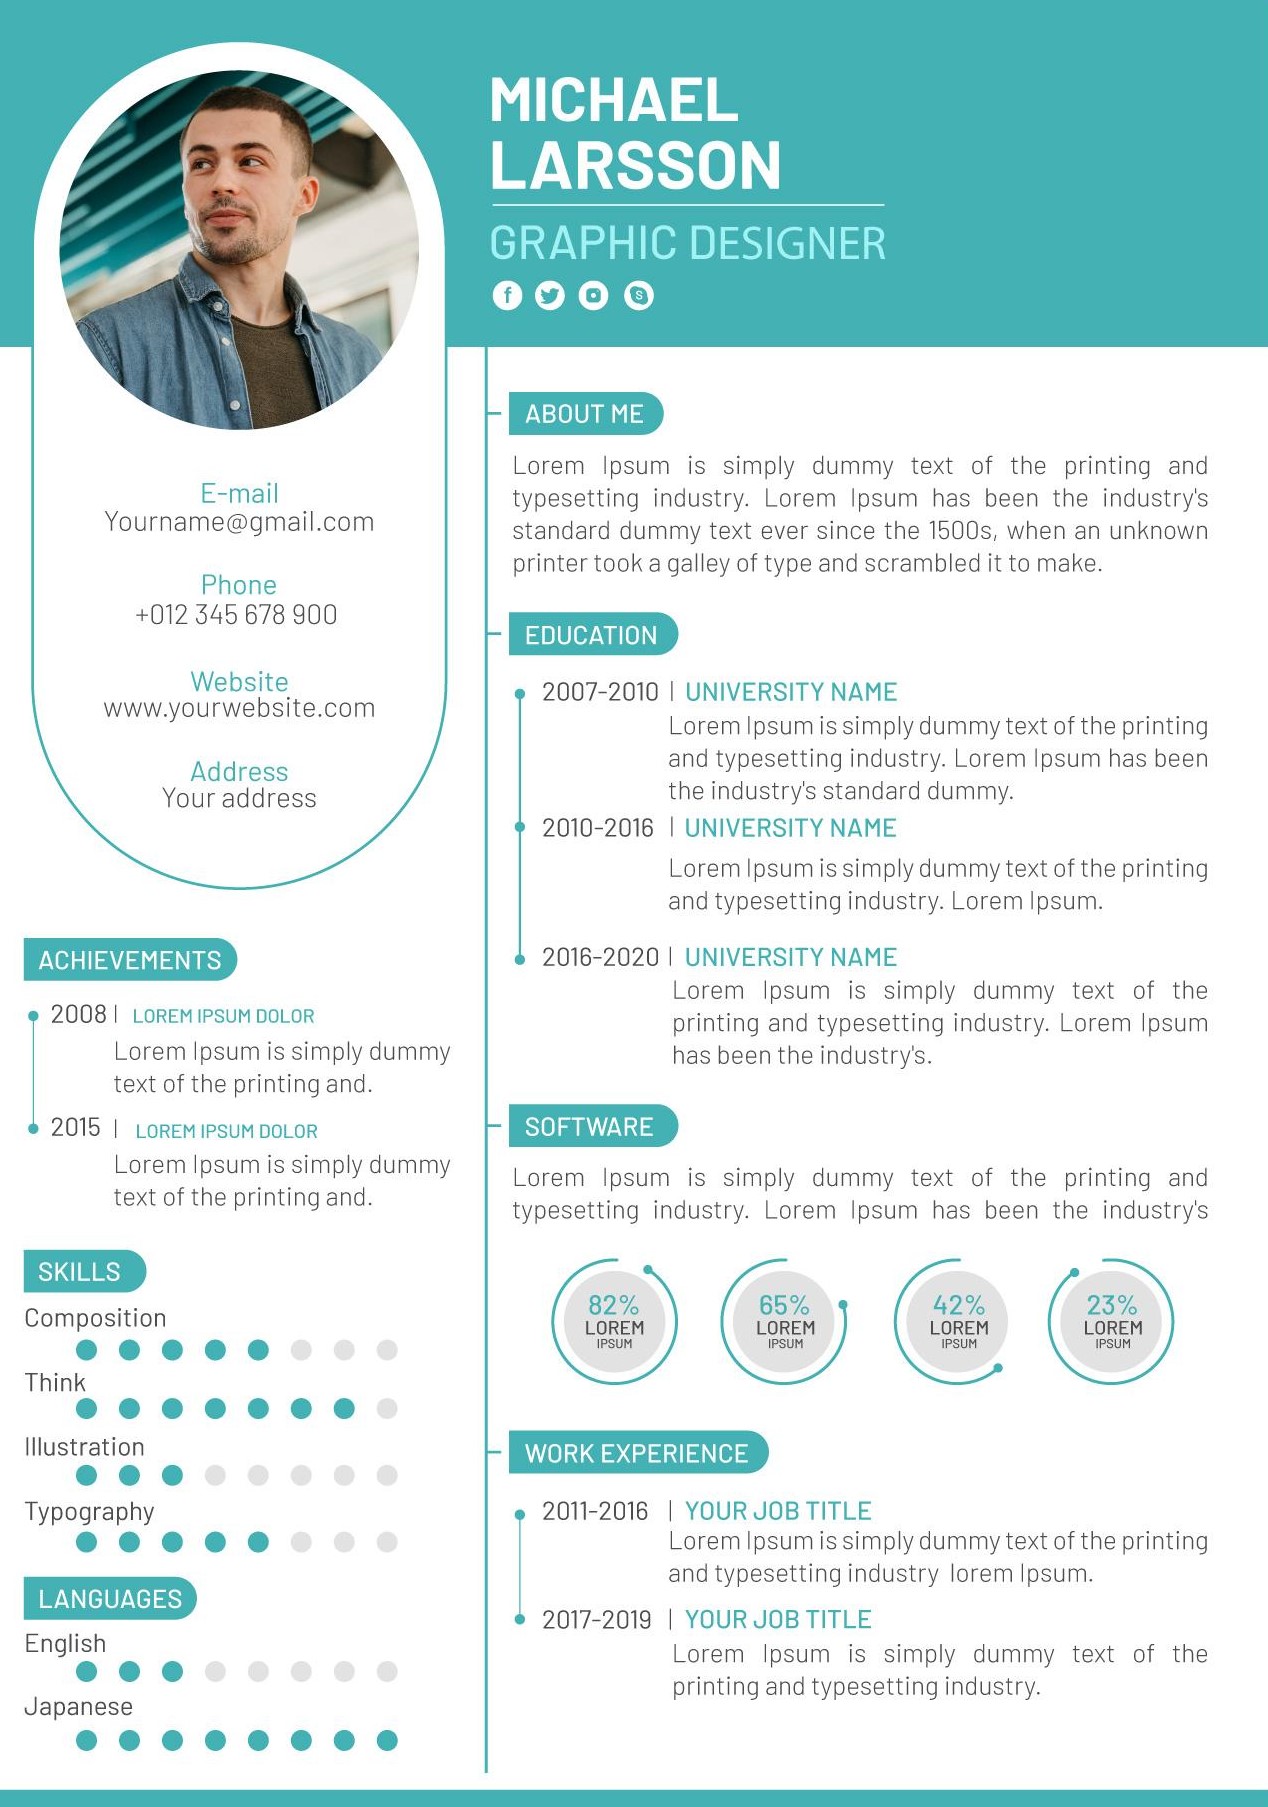 MICHAEL
LARSSON
GRAPHIC DESIGNER
E-mail
Yourname@gmail.com
Phone
+012 345 678 900
Website
www.yourwebsite.com
Address
Your address
ACHIEVEMENTS
2008 | LOREM IPSUM DOLOR
Lorem Ipsum is simply dummy
text of the printing and.
2015 | LOREM IPSUM DOLOR
Lorem Ipsum is simply dummy
text of the printing and.
SKILLS
Composition
Think
Illustration
Typography
LANGUAGES
English
Japanese
ABOUT ME
Lorem Ipsum is simply dummy text of the printing and
typesetting industry. Lorem Ipsum has been the industry's
standard dummy text ever since the 1500s, when an unknown
printer took a galley of type and scrambled it to make.
EDUCATION
2007-2010 | UNIVERSITY NAME
Lorem Ipsum is simply dummy text of the printing
and typesetting industry. Lorem Ipsum has been
the industry's standard dummy.
2010-2016 | UNIVERSITY NAME
Lorem Ipsum is simply dummy text of the printing
and typesetting industry. Lorem Ipsum.
2016-2020 | UNIVERSITY NAME
Lorem Ipsum is simply dummy text of the
printing and typesetting industry. Lorem Ipsum
has been the industry's.
SOFTWARE
Lorem Ipsum is simply dummy text of the printing and
typesetting industry. Lorem Ipsum has been the industry's
82%
LOREM
IPSUM
65%
LOREM
IPSUM
42%
LOREM
IPSUM
23%
LOREM
IPSUM
WORK EXPERIENCE
2011-2016 | YOUR JOB TITLE
Lorem Ipsum is simply dummy text of the printing
and typesetting industry lorem Ipsum.
2017-2019 | YOUR JOB TITLE
Lorem Ipsum is simply dummy text of the
printing and typesetting industry.